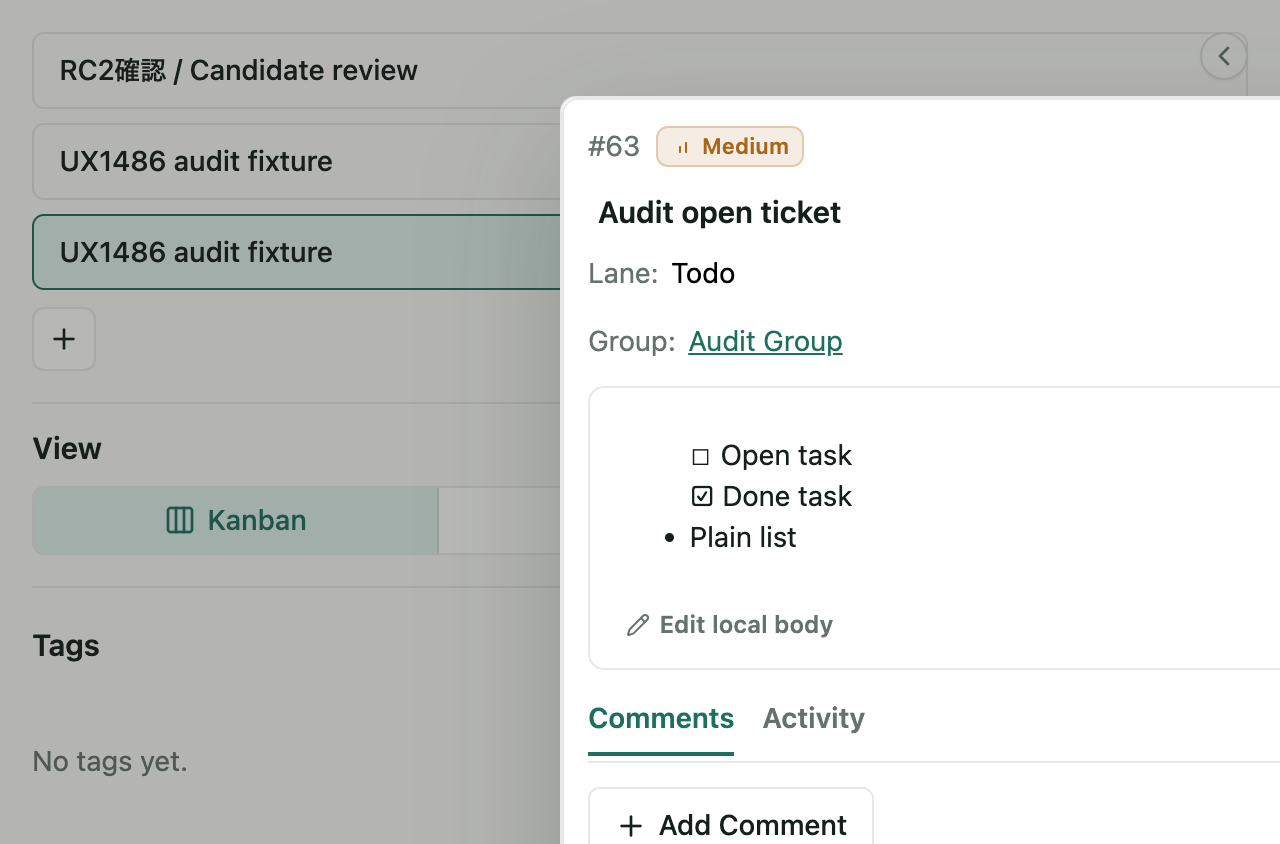 RC2確認 / Candidate review
UX1486 audit fixture
UX1486 audit fixture
View
Kanban
Tags
No tags yet.
#63
Medium
Audit open ticket
Lane: Todo
Group: Audit Group
Open task
Done task
Plain list
Edit local body
Comments Activity
Add Comment